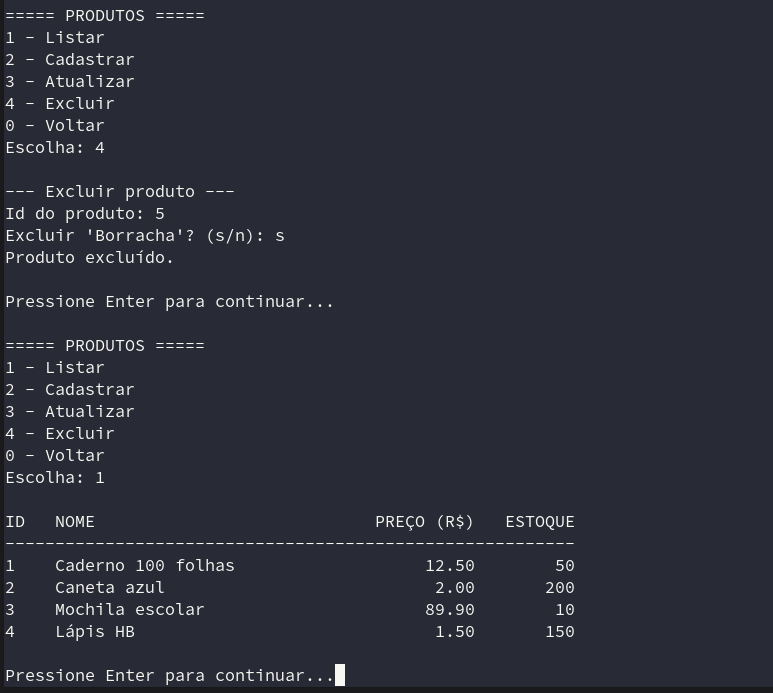 ===== PRODUTOS =====
1 - Listar
2 - Cadastrar
3 - Atualizar
4 - Excluir
0 - Voltar
Escolha: 4

--- Excluir produto ---
Id do produto: 5
Excluir 'Borracha'? (s/n): s
Produto excluído.

Pressione Enter para continuar...

===== PRODUTOS =====
1 - Listar
2 - Cadastrar
3 - Atualizar
4 - Excluir
0 - Voltar
Escolha: 1

ID   NOME                            PREÇO (R$)   ESTOQUE
---------------------------------------------------------
1    Caderno 100 folhas                   12.50        50
2    Caneta azul                           2.00       200
3    Mochila escolar                      89.90        10
4    Lápis HB                              1.50       150

Pressione Enter para continuar...